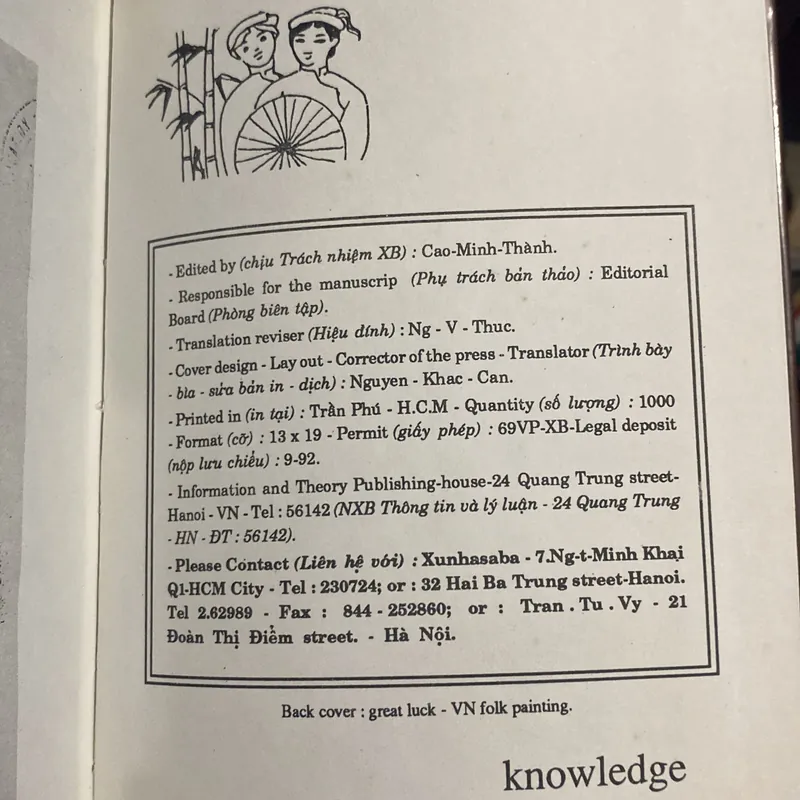 - Edited by (chịu Trách nhiệm XB) : Cao-Minh-Thành.
- Responsible for the manuscrip (Phụ trách bản thảo) : Editorial
Board (Phòng biên tập).
- Translation reviser (Hiệu đính) : Ng - V - Thuc.
- Cover design - Lay out - Corrector of the press - Translator (Trình bày
- bìa - sửa bản in - dịch) : Nguyen - Khac - Can.
- Printed in (in tại) : Trần Phú - H.C.M - Quantity (số lượng) : 1000
- Format (cỡ) : 13 x 19 - Permit (giấy phép) : 69VP-XB-Legal deposit
(nộp lưu chiểu) : 9-92.
- Information and Theory Publishing-house-24 Quang Trung street-
Hanoi - VN - Tel : 56142 (NXB Thông tin và lý luận - 24 Quang Trung
- HN - ĐT : 56142).
- Please Contact (Liên hệ với) : Xunhasaba - 7.Ng-t-Minh Khai
Q1-HCM City - Tel : 230724; or : 32 Hai Ba Trung street-Hanoi.
Tel 2.62989 - Fax : 844 - 252860; or : Tran . Tu . Vy - 21
Đoàn Thị Điểm street. - Hà Nội.
Back cover : great luck - VN folk painting.
knowledge